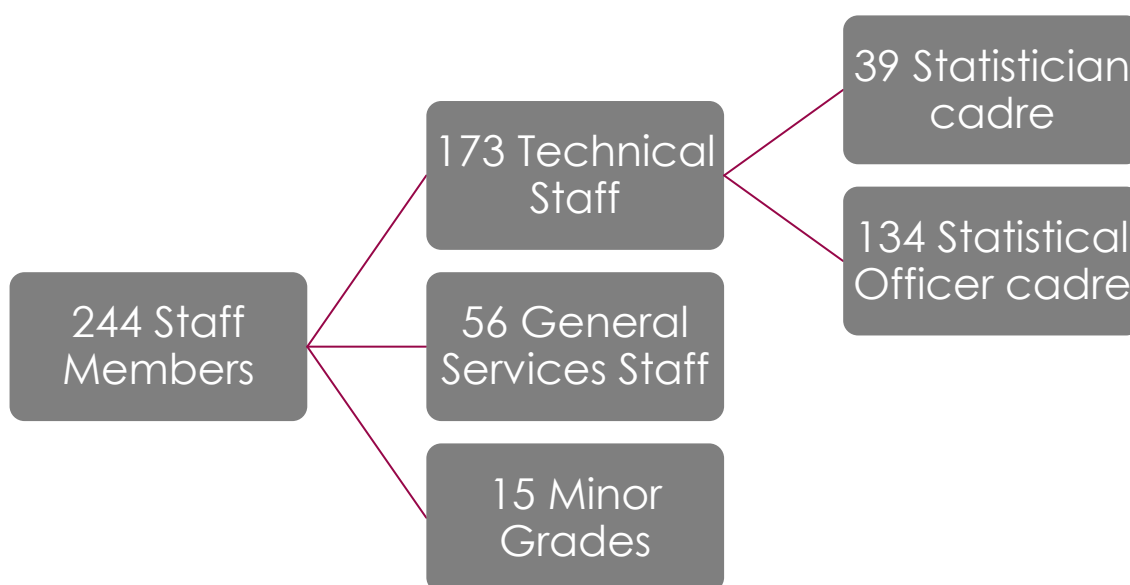 244 Staff
Members
173 Technical
Staff
56 General
Services Staff
15 Minor
Grades
39 Statistician
cadre
134 Statistical
Officer cadre